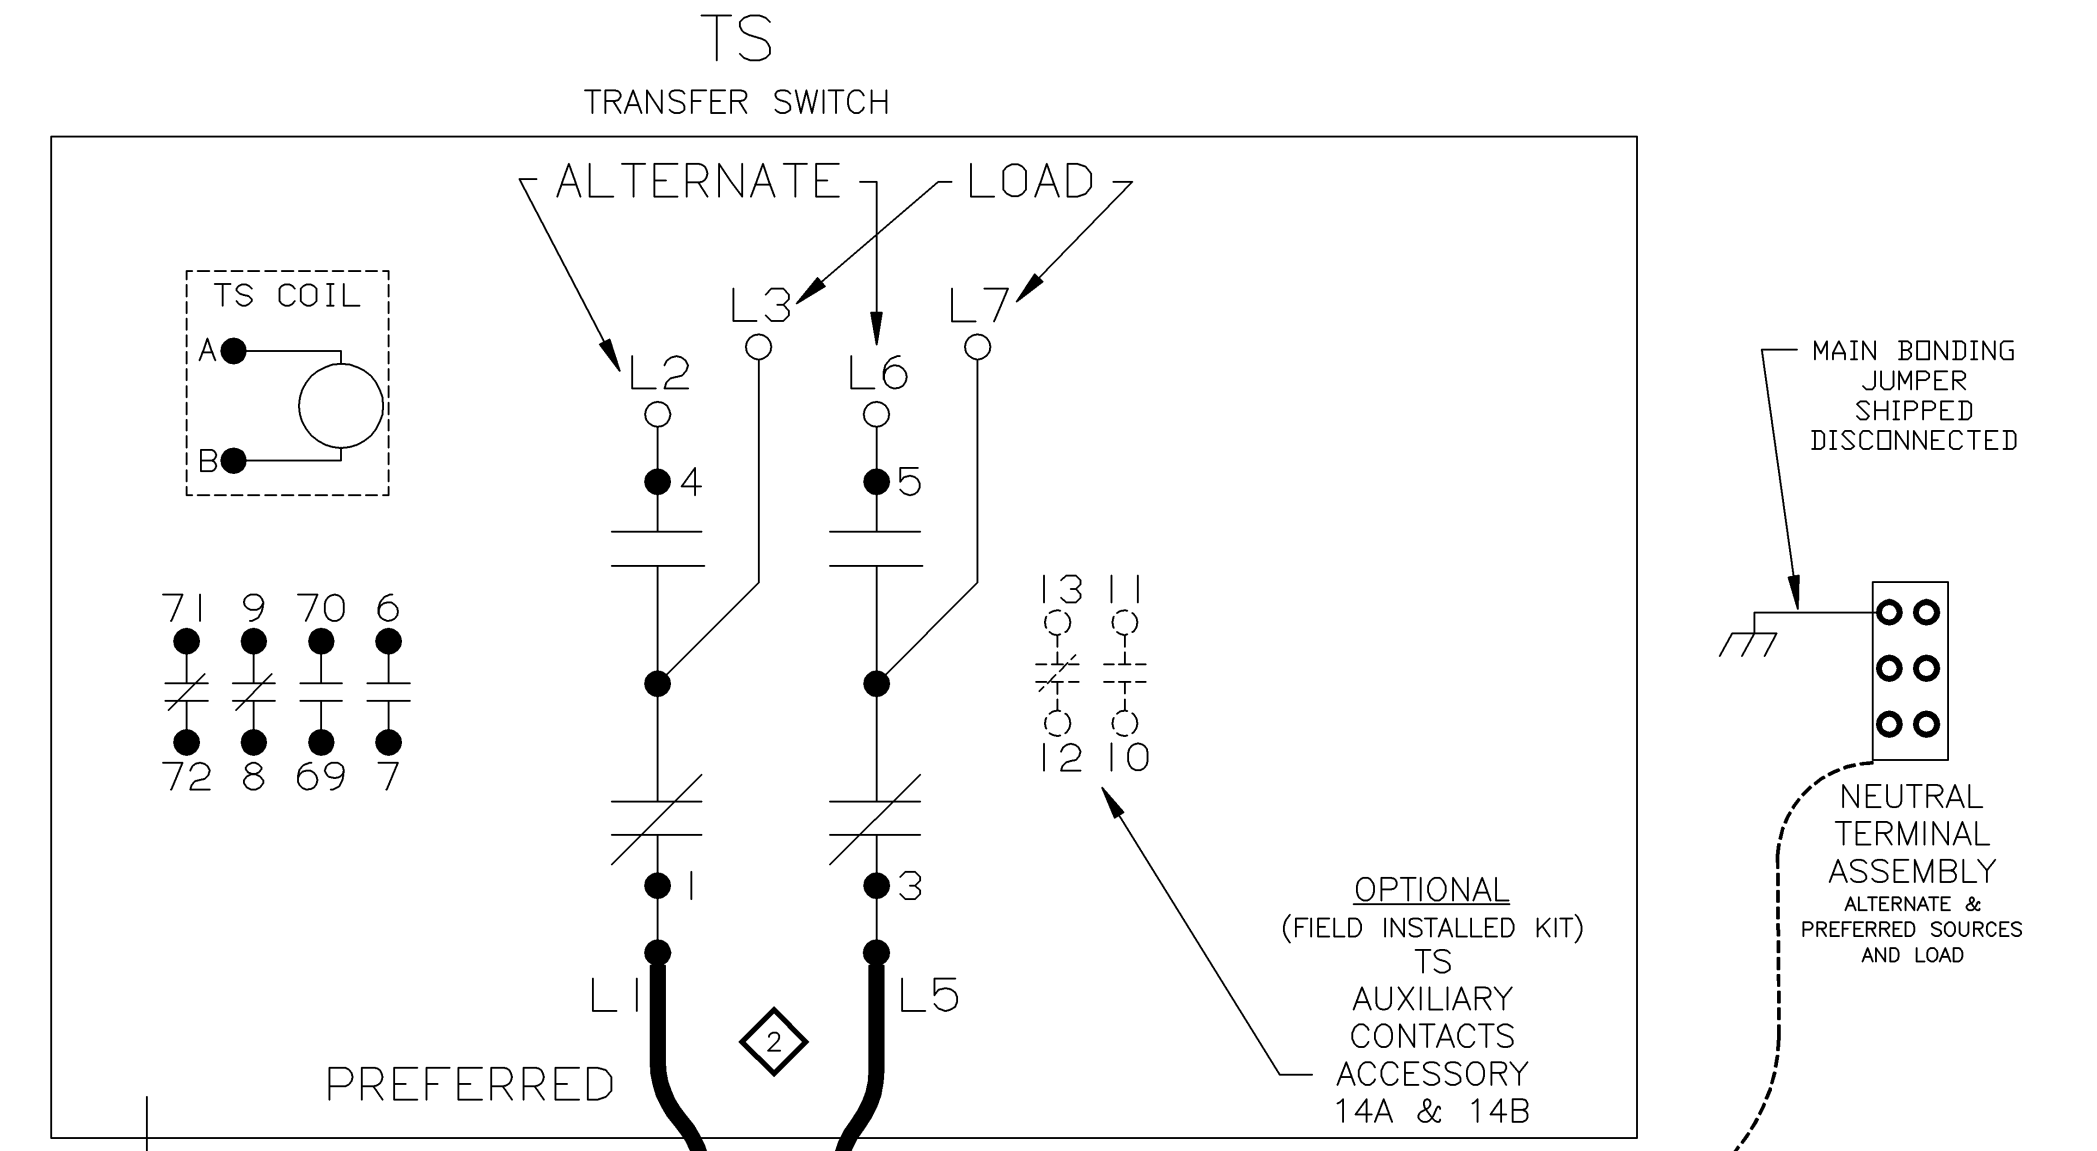 TS
TRANSFER SWITCH
ALTERNATE
LOAD
TS COIL
A
B
L3
L7
L2
L6
4
5
71 9 70 6
72 8 69 7
13 11
12 10
1
3
L1
L5
2
PREFERRED
OPTIONAL
(FIELD INSTALLED KIT)
TS
AUXILIARY
CONTACTS
ACCESSORY
14A & 14B
MAIN BONDING
JUMPER
SHIPPED
DISCONNECTED
NEUTRAL
TERMINAL
ASSEMBLY
ALTERNATE &
PREFERRED SOURCES
AND LOAD